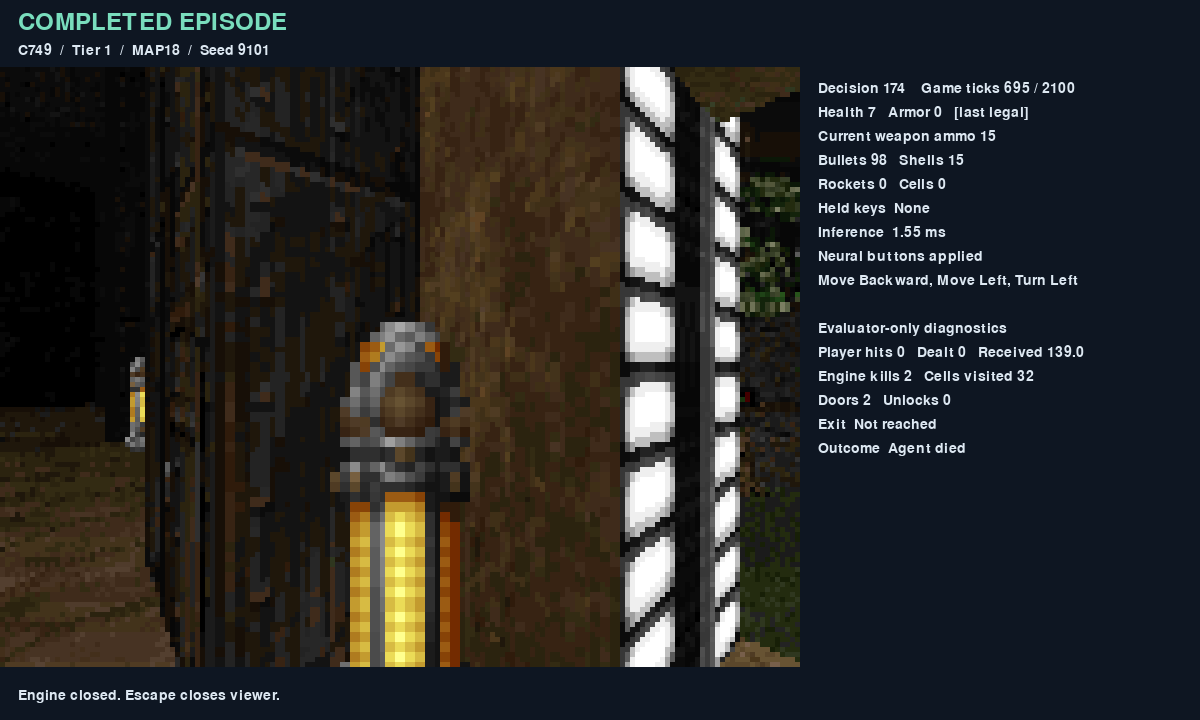 COMPLETED EPISODE
C749 / Tier 1 / MAP18 / Seed 9101
Decision 174 Game ticks 695 / 2100
Health 7 Armor 0 [last legal]
Current weapon ammo 15
Bullets 98 Shells 15
Rockets 0 Cells 0
Held keys None
Inference 1.55 ms
Neural buttons applied
Move Backward, Move Left, Turn Left
Evaluator-only diagnostics
Player hits 0 Dealt 0 Received 139.0
Engine kills 2 Cells visited 32
Doors 2 Unlocks 0
Exit Not reached
Outcome Agent died
Engine closed. Escape closes viewer.